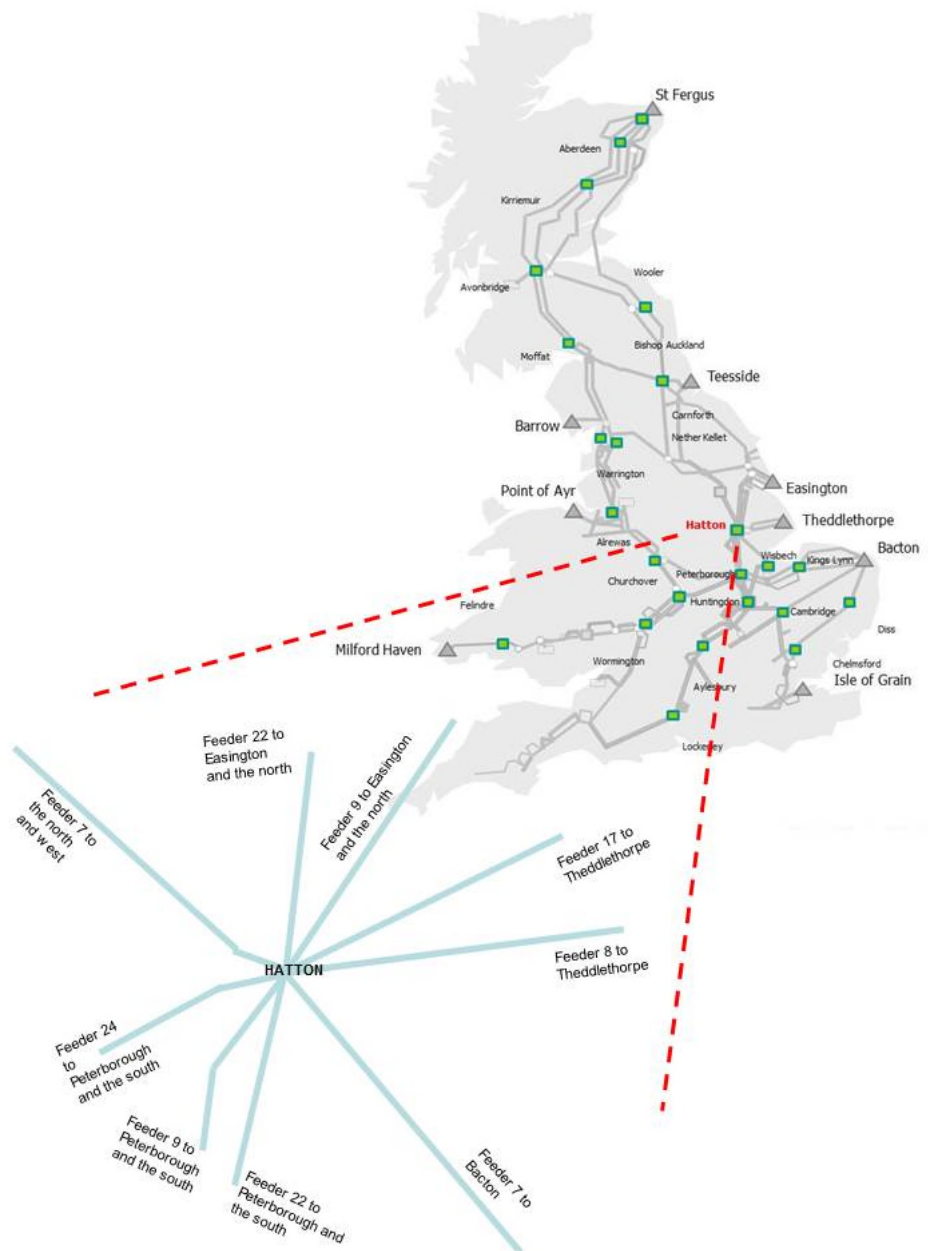 St Fergus
Aberdeen
Kirriemuir
Wooler
Avonbridge
Bishop Auckland
Moffat
Teesside
Carnforth
Barrow
Nether Kellet
Warrington
Point of Ayr
Easington
Hatton
Theddlethorpe
Alrewas
Wisbech
Bacton
Kings Lynn
Churchover
Peterborough
Felindre
Huntingdon
Cambridge
Diss
Milford Haven
Wormington
Chelmsford
Isle of Grain
Aylesbury
Lockerley
Feeder 22 to
Easington
and the north
Feeder 9 to Easington
and the north
Feeder 7 to
the north
and west
Feeder 17 to
Theddlethorpe
Feeder 8 to
Theddlethorpe
HATTON
Feeder 24
to
Peterborough
and the south
Feeder 9 to
Peterborough
and the south
Feeder 22 to
Peterborough and
the south
Feeder 7 to
Bacton